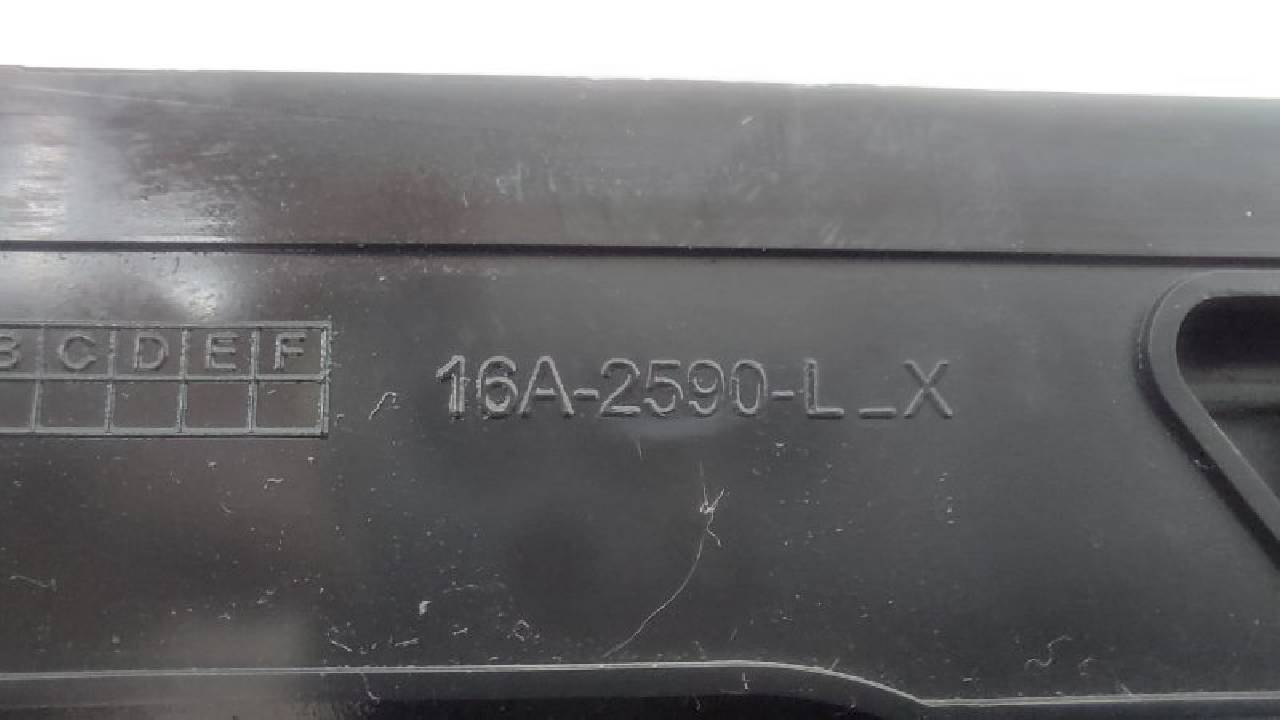 B C D E F
16A-2590-L_X